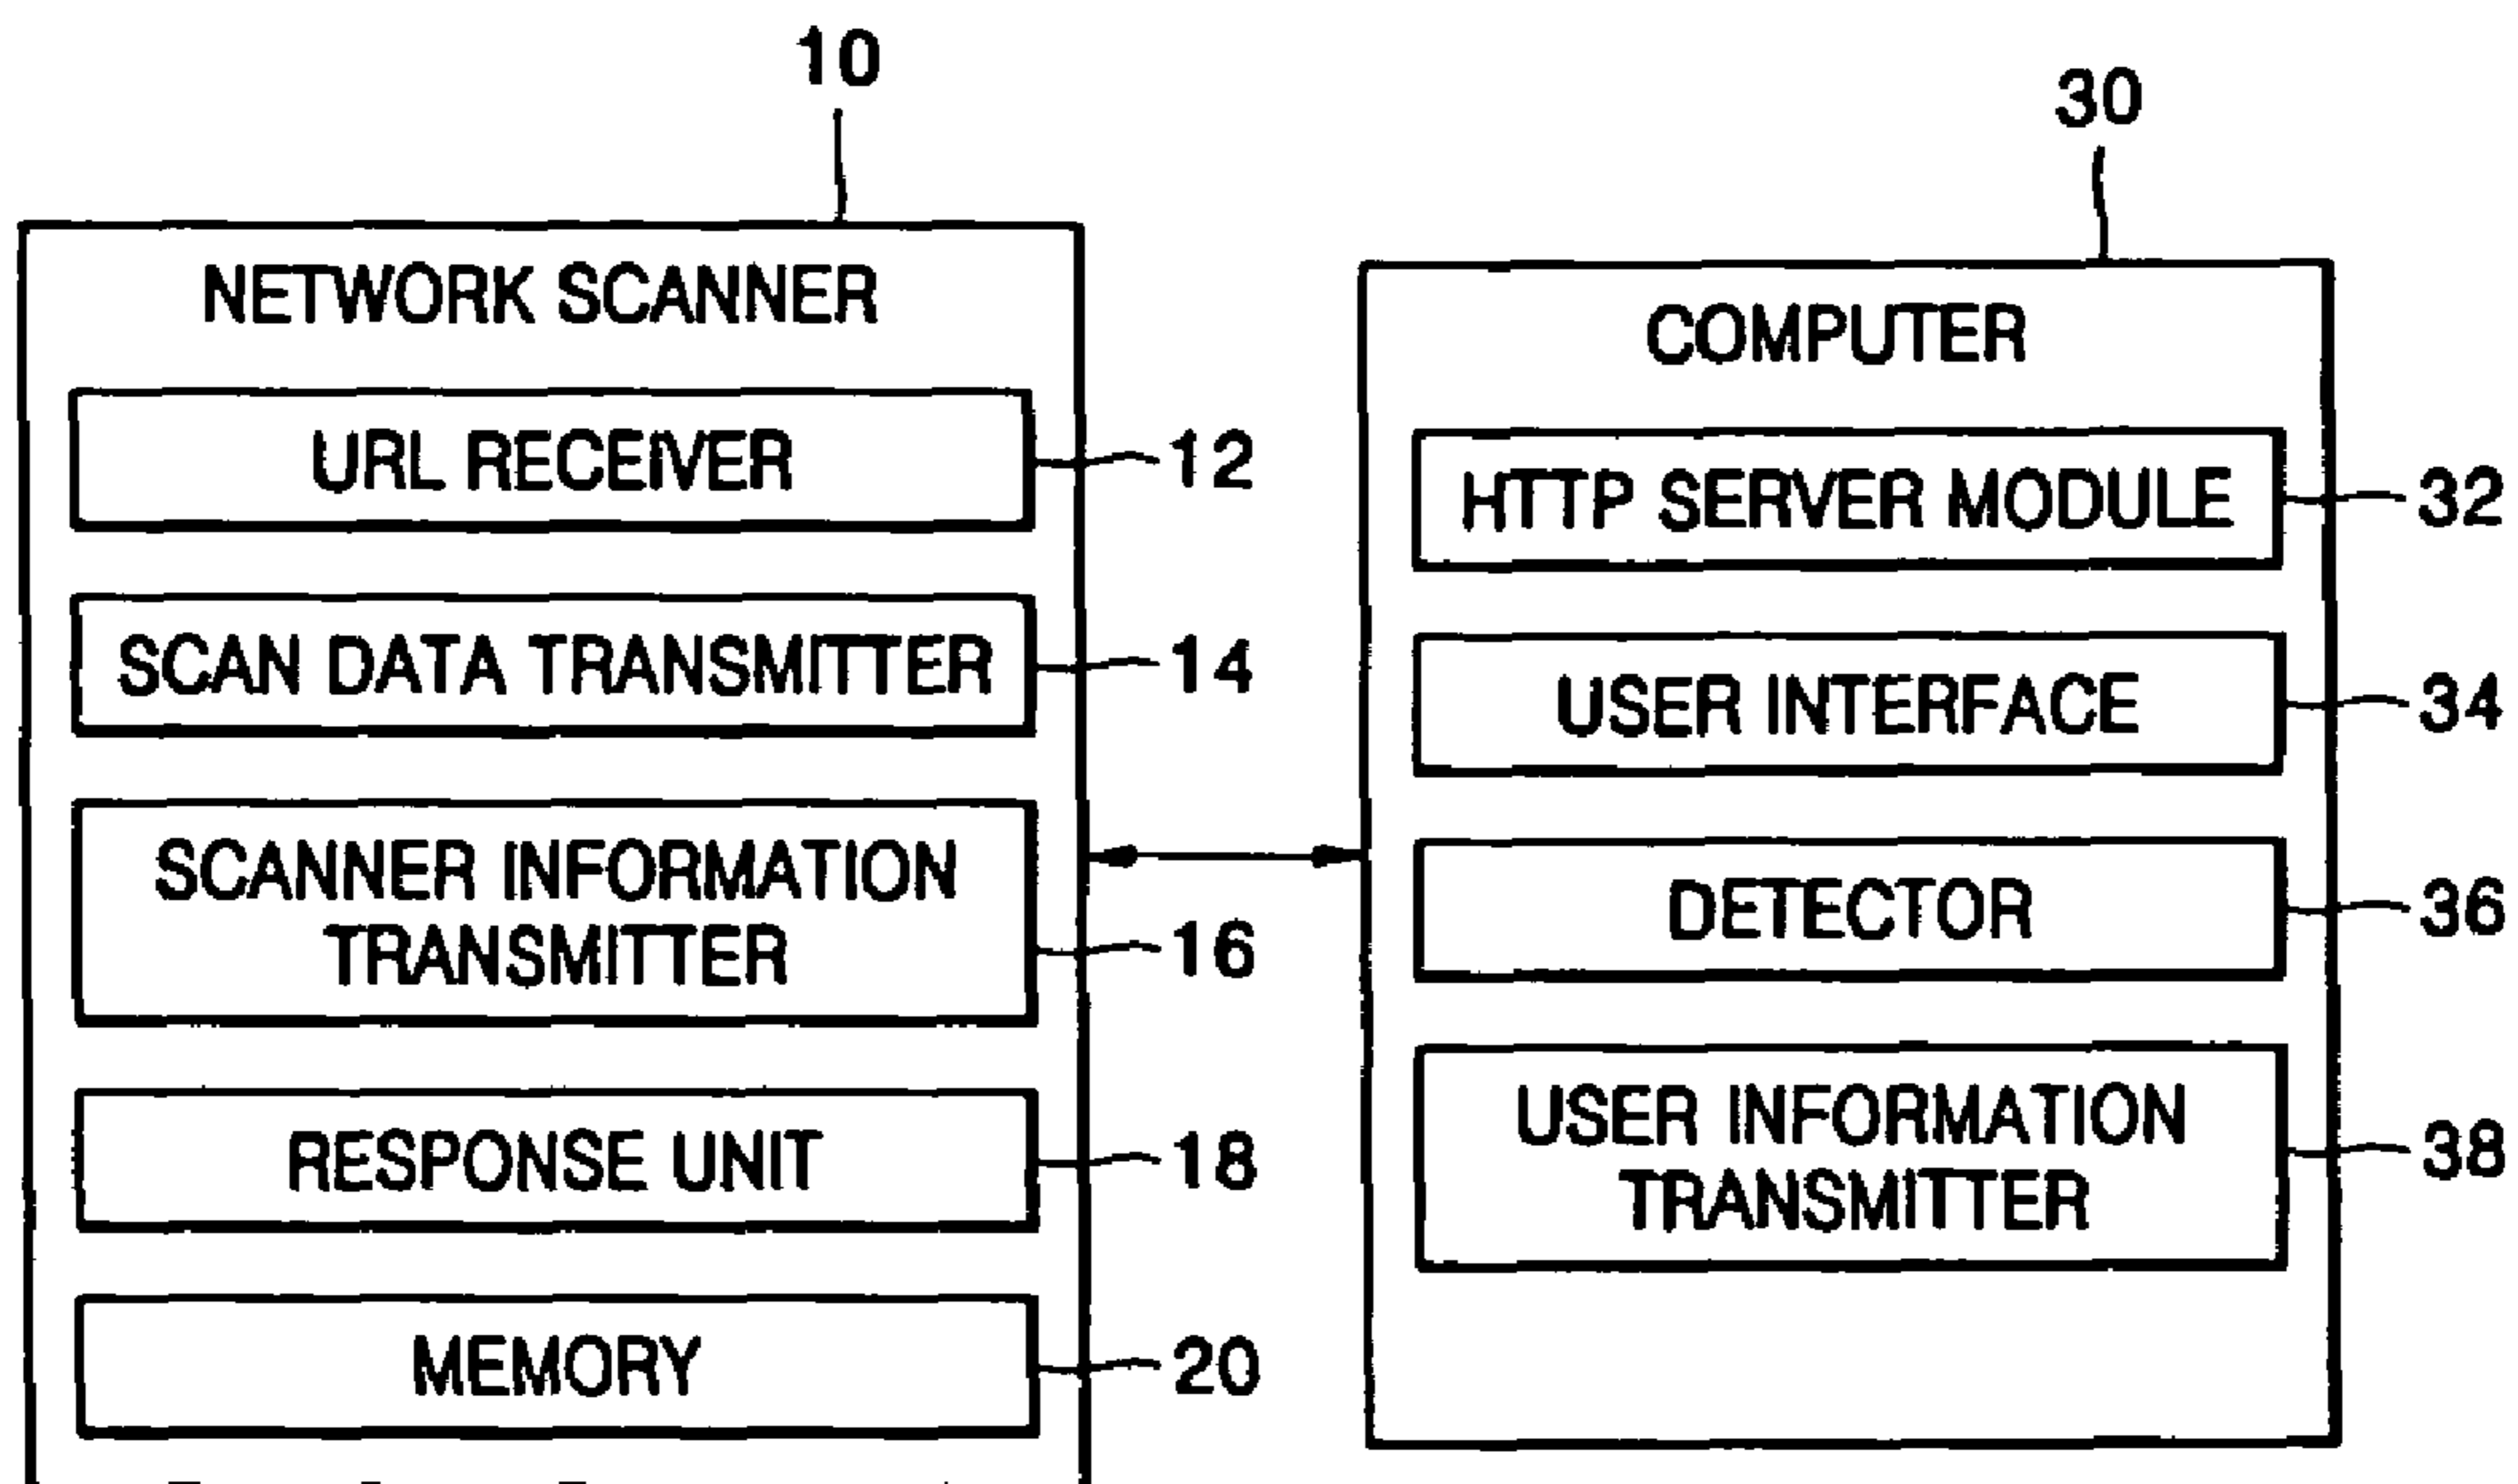 10
NETWORK SCANNER
URL RECEIVER
12
SCAN DATA TRANSMITTER
14
SCANNER INFORMATION
TRANSMITTER
16
RESPONSE UNIT
18
MEMORY
20
30
COMPUTER
HTTP SERVER MODULE
32
USER INTERFACE
34
DETECTOR
36
USER INFORMATION
TRANSMITTER
38